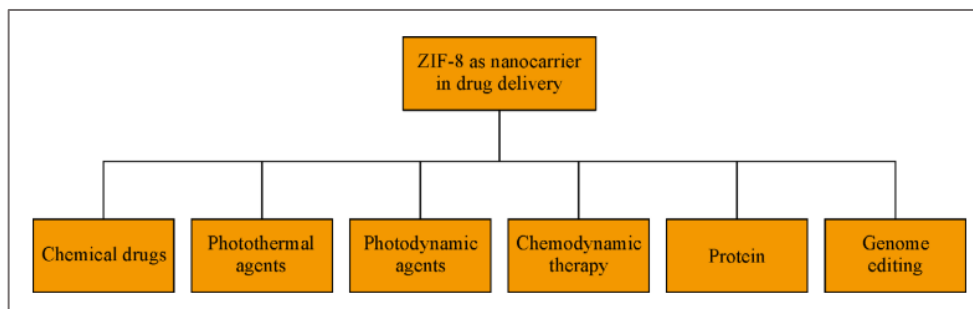 ZIF-8 as nanocarrier
in drug delivery
Chemical drugs
Photothermal
agents
Photodynamic
agents
Chemodynamic
therapy
Protein
Genome
editing